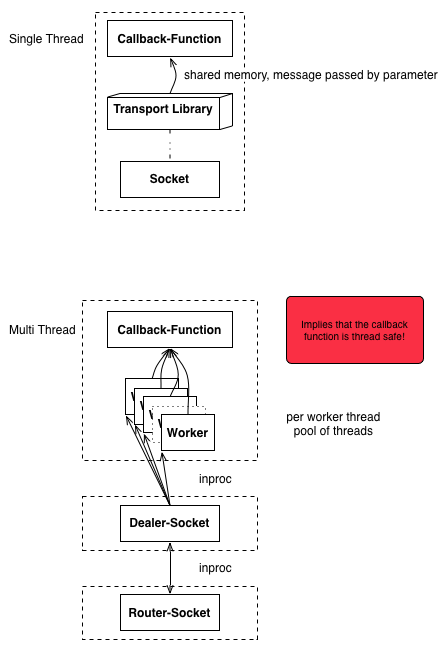 Single Thread
Callback-Function
shared memory, message passed by parameter
Transport Library
Socket
Multi Thread
Callback-Function
Implies that the callback
function is thread safe!
per worker thread
pool of threads
Worker
inproc
Dealer-Socket
inproc
Router-Socket